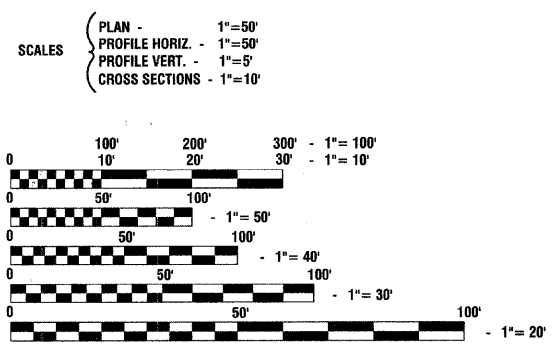 SCALES
PLAN - 1"=50'
PROFILE HORIZ. - 1"=50'
PROFILE VERT. - 1"=5'
CROSS SECTIONS - 1"=10'
100' 200' 300' - 1"= 100'
0 10' 20' 30' - 1"= 10'
0 50' 100'
- 1"= 50'
0 50' 100'
- 1"= 40'
0 50' 100'
- 1"= 30'
0 50' 100'
- 1"= 20'